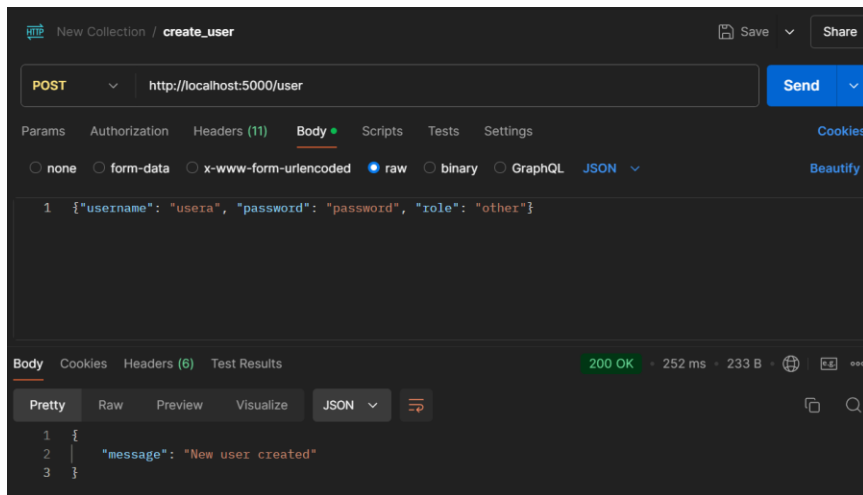 HTTP New Collection / create_user Save Share
POST http://localhost:5000/user Send
Params Authorization Headers (11) Body Scripts Tests Settings Cookies
none form-data x-www-form-urlencoded raw binary GraphQL JSON Beautify
1 {"username": "usera", "password": "password", "role": "other"}
Body Cookies Headers (6) Test Results 200 OK • 252 ms • 233 B e.g.
Pretty Raw Preview Visualize JSON
1 {
2 "message": "New user created"
3 }